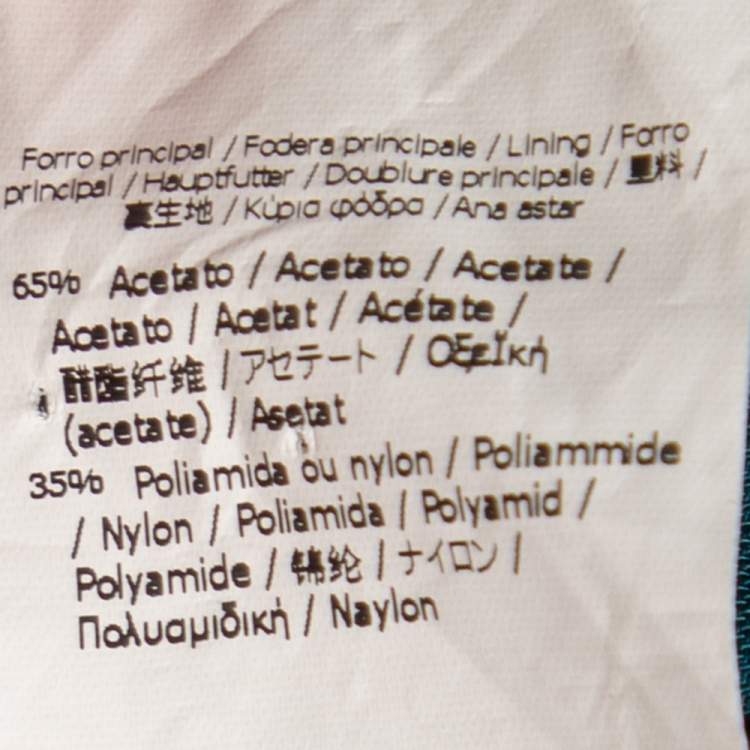 Forro principal / Fodera principale / Lining / Forro
principal / Hauptfutter / Doublure principale / 里料 /
裏生地 / Κύρια φόδρα / Ana astar
65% Acetato / Acetato / Acetate /
Acetato / Acetat / Acétate /
醋酯纤维 / アセテート / Οξεϊκή
(acetate) / Asetat
35% Poliamida ou nylon / Poliammide
/ Nylon / Poliamida / Polyamid /
Polyamide / 锦纶 / ナイロン /
Πολυαμιδική / Naylon